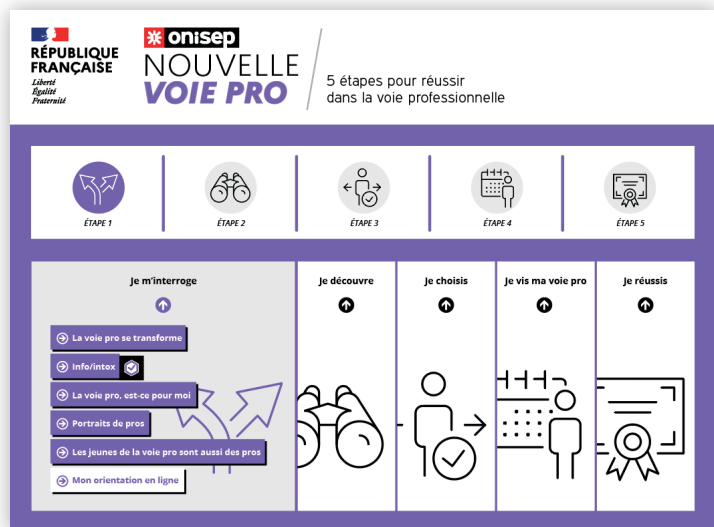 RÉPUBLIQUE
FRANÇAISE
Liberté
Égalité
Fraternité
onisep
NOUVELLE
VOIE PRO
5 étapes pour réussir
dans la voie professionnelle
ÉTAPE 1
ÉTAPE 2
ÉTAPE 3
ÉTAPE 4
ÉTAPE 5
Je m'interroge
Je découvre
Je choisis
Je vis ma voie pro
Je réussis
La voie pro se transforme
Info/intox
La voie pro, est-ce pour moi
Portraits de pros
Les jeunes de la voie pro sont aussi des pros
Mon orientation en ligne